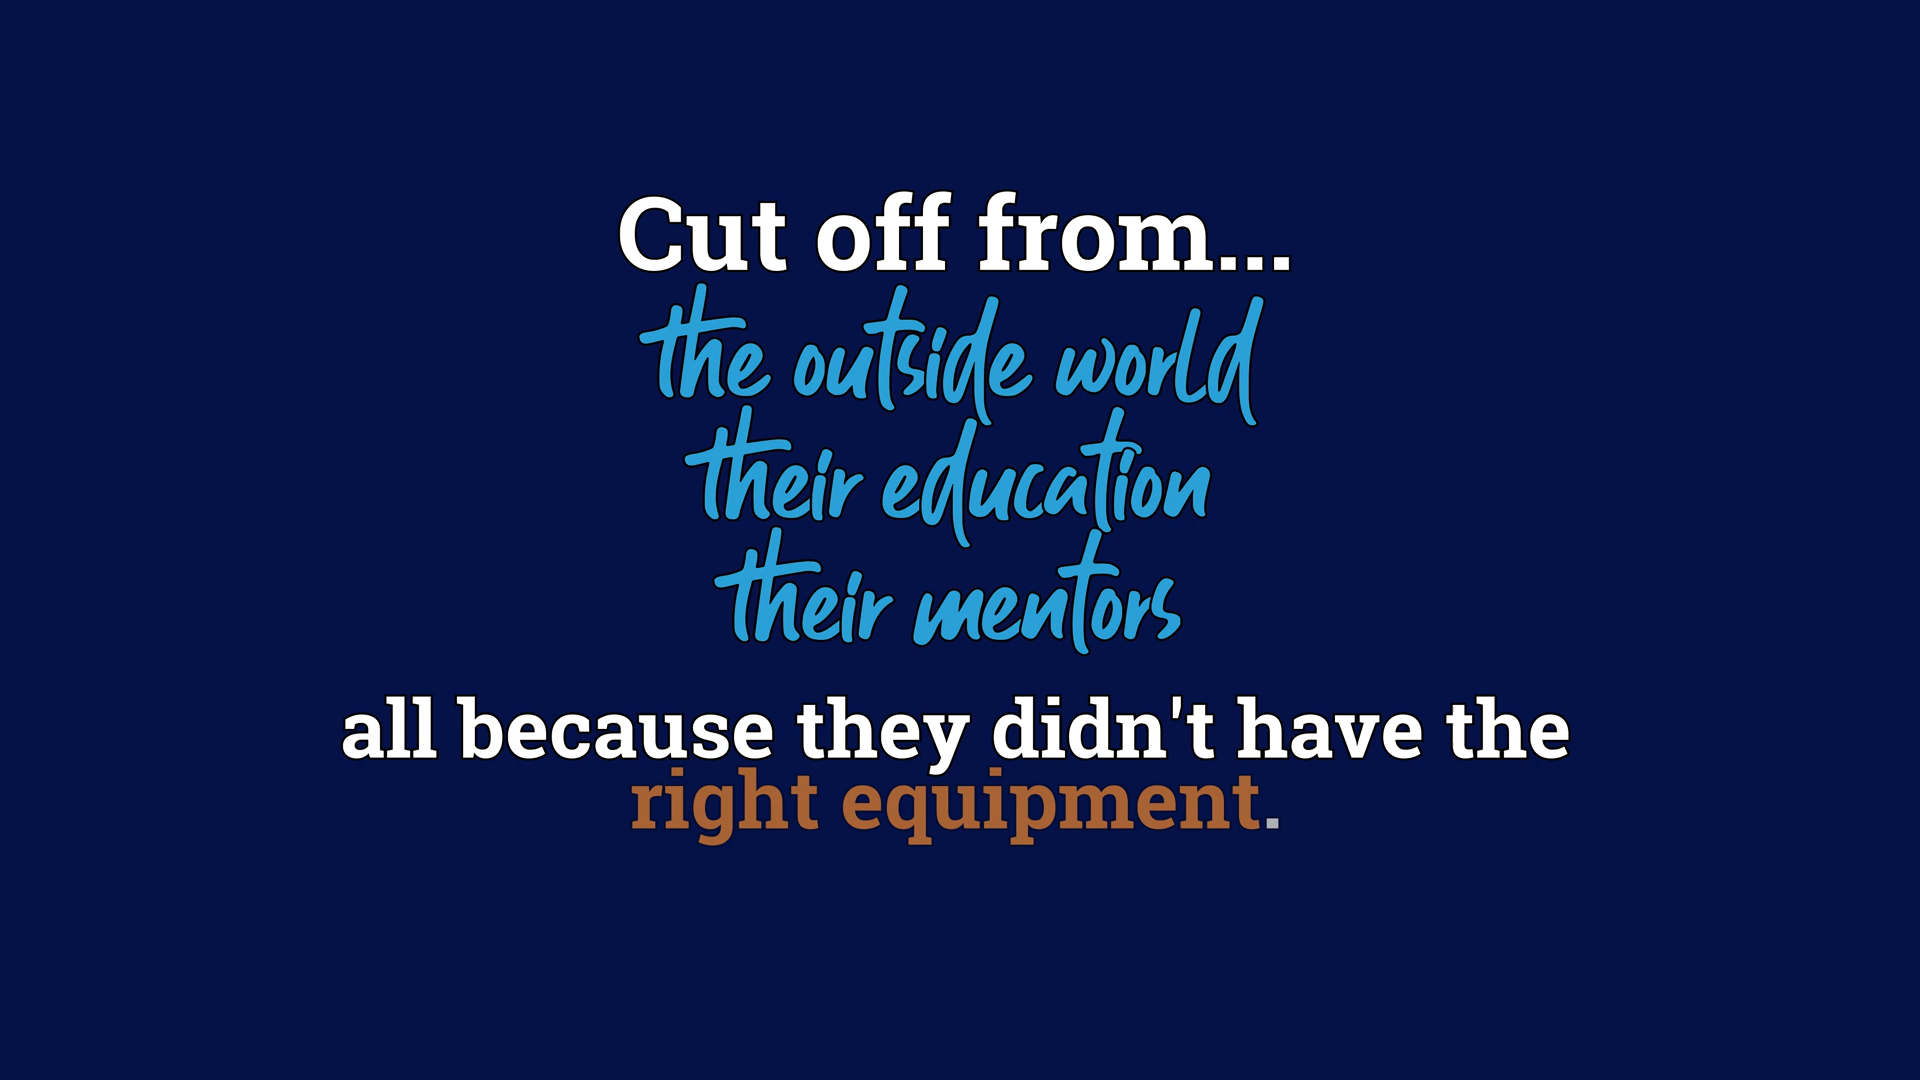 Cut off from...
the outside world
their education
their mentors
all because they didn't have the
right equipment.